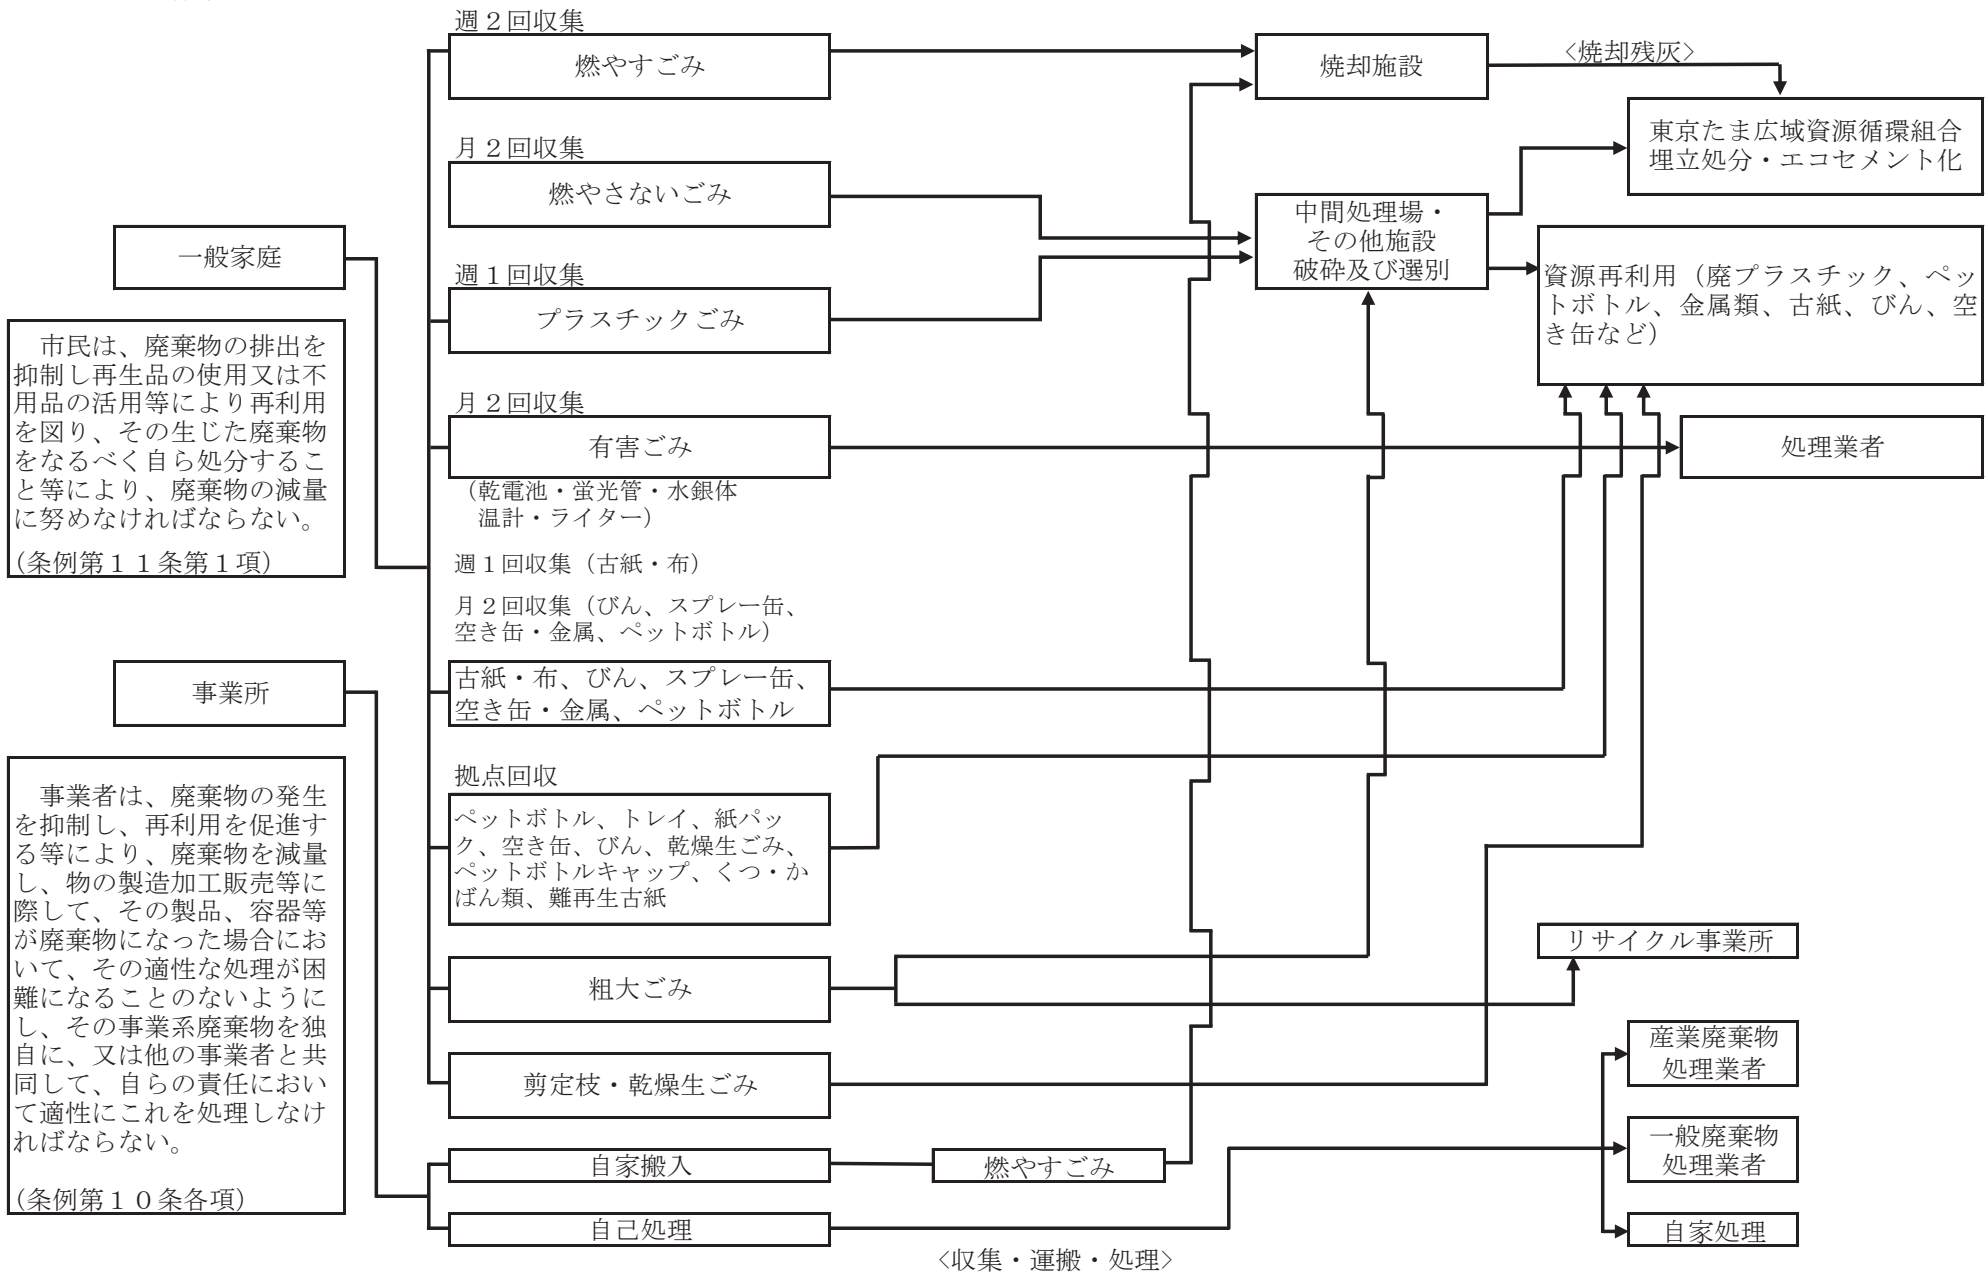 週２回収集
燃やすごみ
焼却施設
〈焼却残灰〉
東京たま広域資源循環組合
埋立処分・エコセメント化
月２回収集
燃やさないごみ
中間処理場・
その他施設
破砕及び選別
一般家庭
資源再利用（廃プラスチック、ペッ
トボトル、金属類、古紙、びん、空
き缶など）
週１回収集
プラスチックごみ
市民は、廃棄物の排出を
抑制し再生品の使用又は不
用品の活用等により再利用
を図り、その生じた廃棄物
をなるべく自ら処分するこ
と等により、廃棄物の減量
に努めなければならない。
（条例第１１条第１項）
月２回収集
有害ごみ
（乾電池・蛍光管・水銀体
温計・ライター）
処理業者
週１回収集（古紙・布）
月２回収集（びん、スプレー缶、
空き缶・金属、ペットボトル）
古紙・布、びん、スプレー缶、
空き缶・金属、ペットボトル
事業所
事業者は、廃棄物の発生
を抑制し、再利用を促進す
る等により、廃棄物を減量
し、物の製造加工販売等に
際して、その製品、容器等
が廃棄物になった場合にお
いて、その適性な処理が困
難になることのないように
し、その事業系廃棄物を独
自に、又は他の事業者と共
同して、自らの責任におい
て適性にこれを処理しなけ
ればならない。
（条例第１０条各項）
拠点回収
ペットボトル、トレイ、紙パッ
ク、空き缶、びん、乾燥生ごみ、
ペットボトルキャップ、くつ・か
ばん類、難再生古紙
粗大ごみ
リサイクル事業所
剪定枝・乾燥生ごみ
産業廃棄物
処理業者
自家搬入
燃やすごみ
一般廃棄物
処理業者
自己処理
自家処理
〈収集・運搬・処理〉